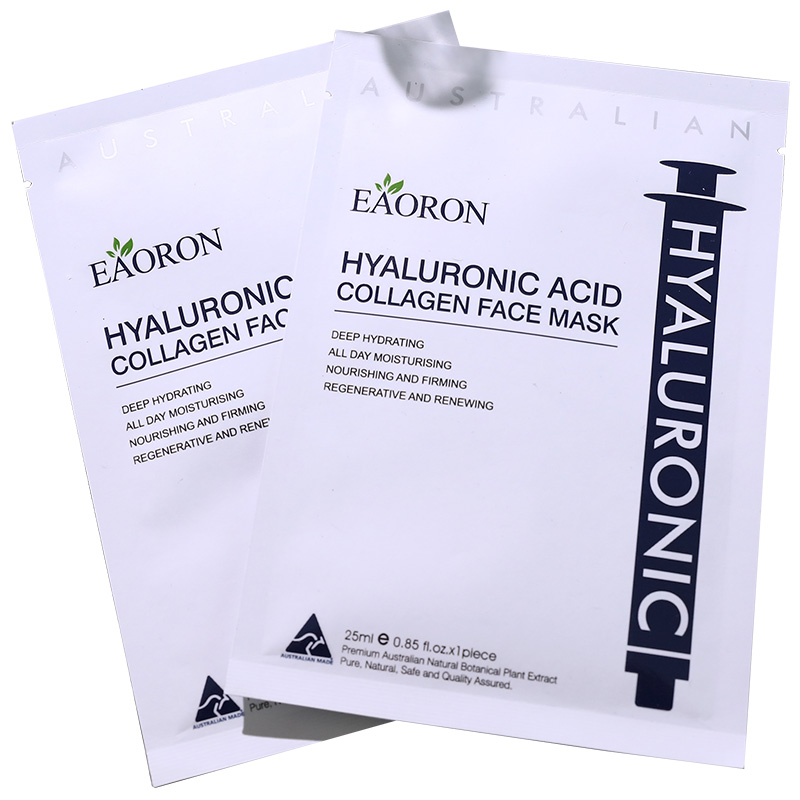 AUSTRAL
EAORON
HYALURONIC
COLLAGEN FAC
DEEP HYDRATING
ALL DAY MOISTURISING
NOURISHING AND FIRMING
REGENERATIVE AND RENE
AUSTRALIAN MADE
Pure,
AUSTRALIAN
EAORON
HYALURONIC ACID
COLLAGEN FACE MASK
DEEP HYDRATING
ALL DAY MOISTURISING
NOURISHING AND FIRMING
REGENERATIVE AND RENEWING
HYALURONIC
AUSTRALIAN MADE
25ml e 0.85 fl.oz.x1piece
Premium Australian Natural Botanical Plant Extract
Pure, Natural, Safe and Quality Assured.